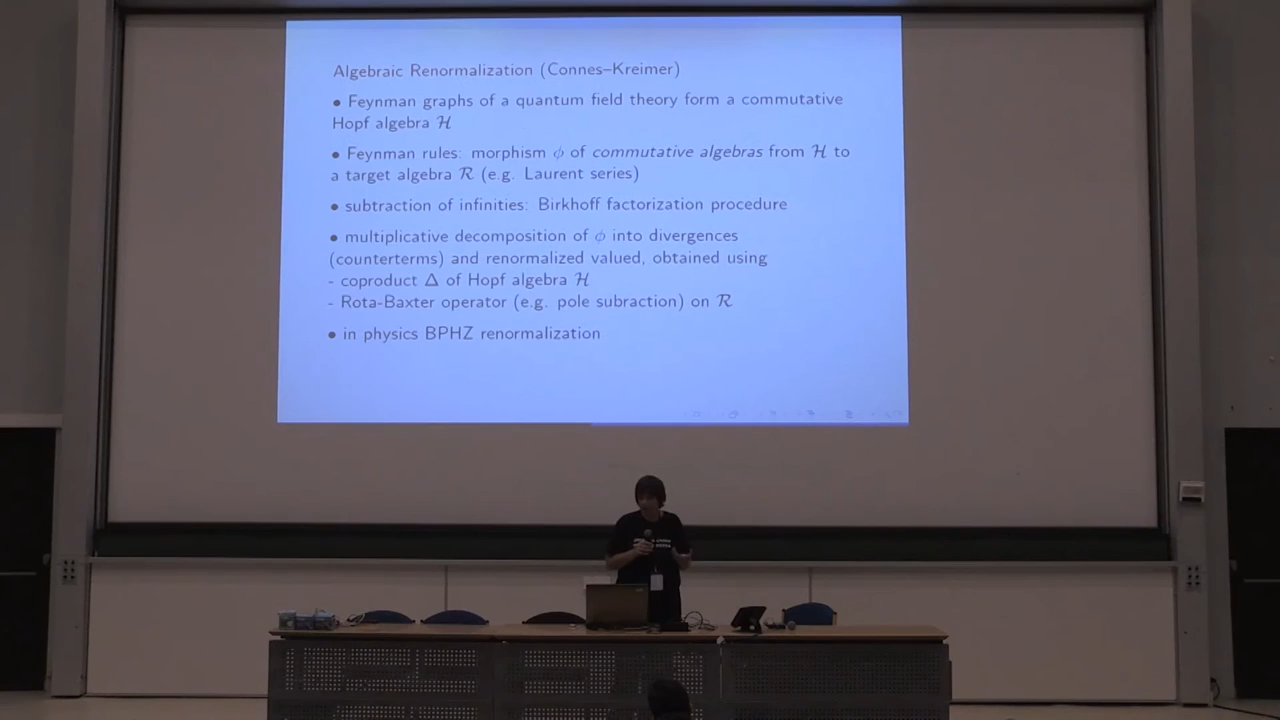 Algebraic Renormalization (Connes–Kreimer)
• Feynman graphs of a quantum field theory form a commutative
Hopf algebra ℋ
• Feynman rules: morphism ϕ of commutative algebras from ℋ to
a target algebra ℛ (e.g. Laurent series)
• subtraction of infinities: Birkhoff factorization procedure
• multiplicative decomposition of ϕ into divergences
(counterterms) and renormalized valued, obtained using
- coproduct Δ of Hopf algebra ℋ
- Rota-Baxter operator (e.g. pole subraction) on ℛ
• in physics BPHZ renormalization